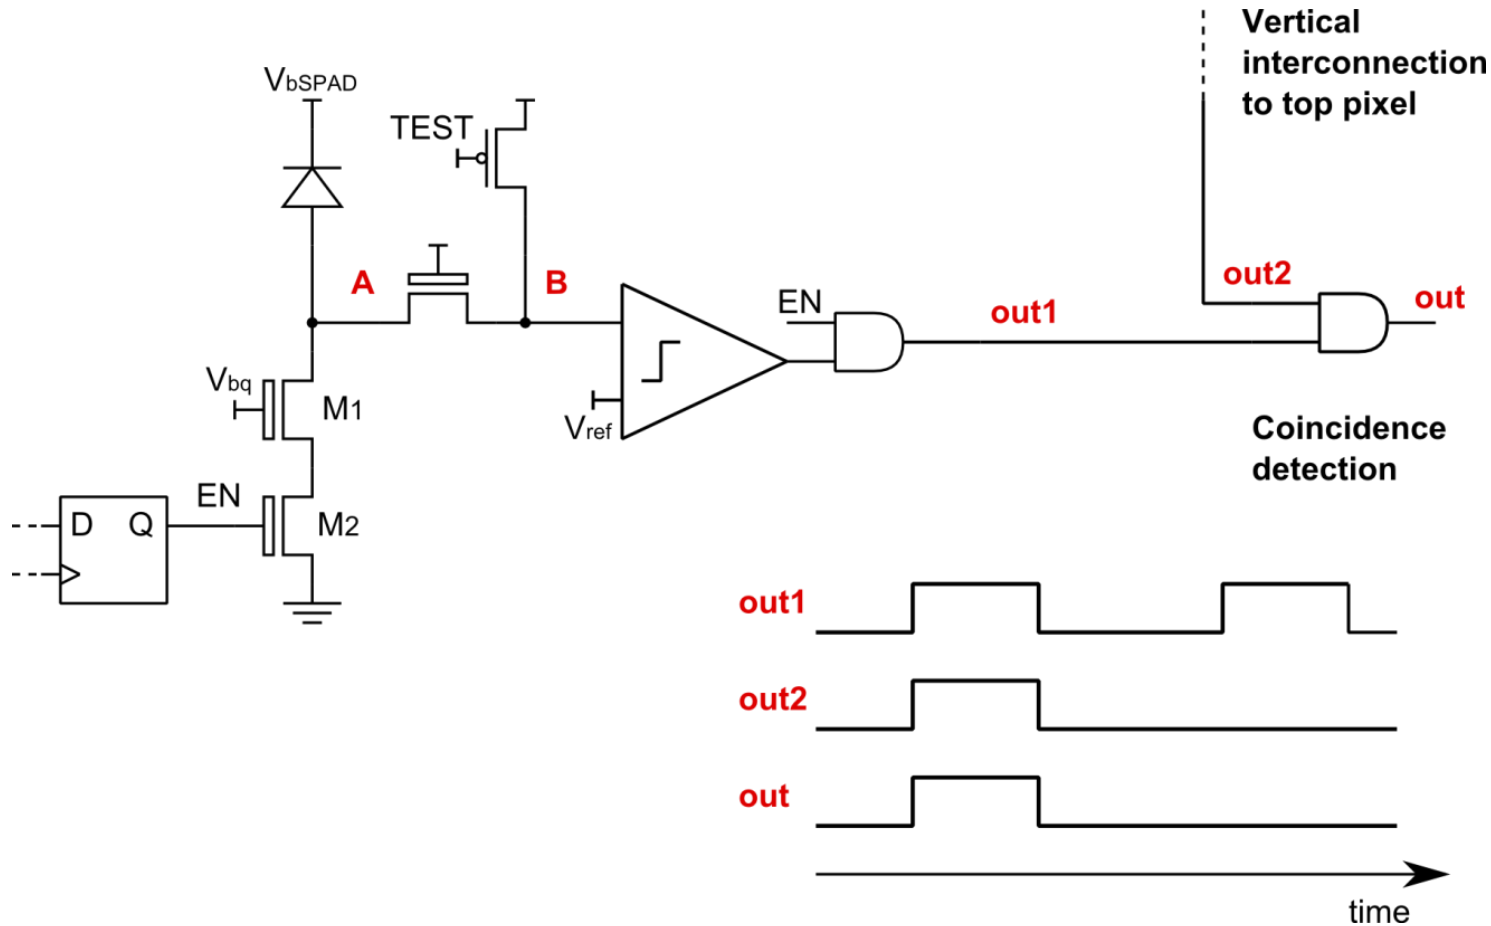 Vertical
interconnection
to top pixel
VbSPAD
TEST
A
B
out2
out
EN
out1
Vbq
M1
Vref
Coincidence
detection
EN
D Q
M2
out1
out2
out
time